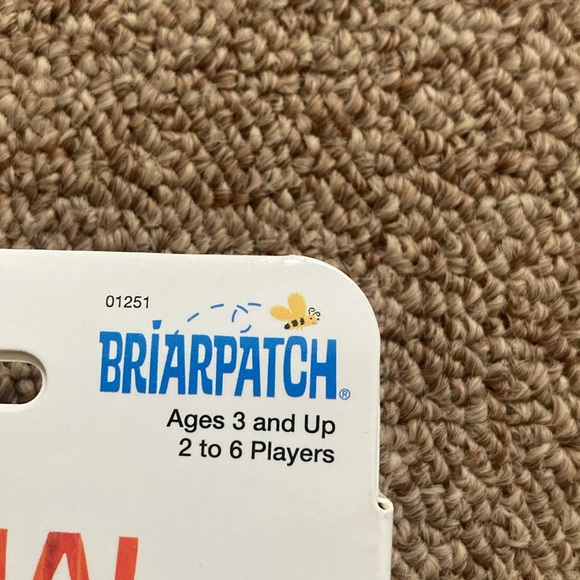 01251
BRIARPATCH®
Ages 3 and Up
2 to 6 Players